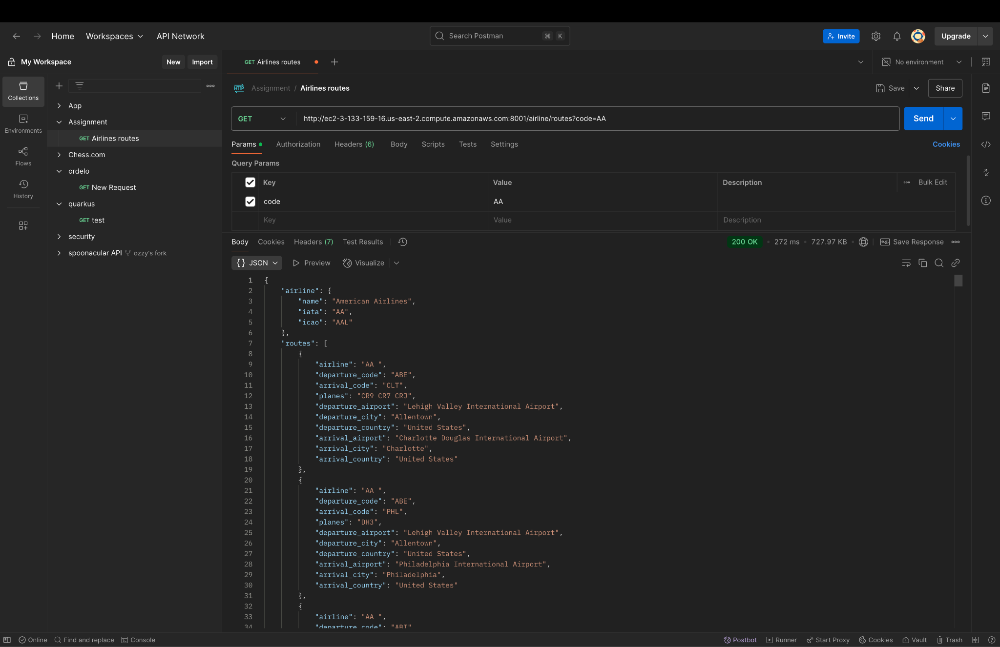 Home Workspaces API Network
Search Postman ⌘ K
Invite
Upgrade
My Workspace
New Import
GET Airlines routes
No environment
Collections
Environments
Flows
History
App
Assignment
GET Airlines routes
Chess.com
ordelo
GET New Request
quarkus
GET test
security
spoonacular API ozzy's fork
HTTP Assignment / Airlines routes
Save
Share
GET http://ec2-3-133-159-16.us-east-2.compute.amazonaws.com:8001/airline/routes?code=AA
Send
Params Authorization Headers (6) Body Scripts Tests Settings
Cookies
Query Params
Key Value Description Bulk Edit
code AA
Key Value Description
Body Cookies Headers (7) Test Results
200 OK • 272 ms • 727.97 KB • e.g. Save Response
{} JSON Preview Visualize
1 {
2 "airline": {
3 "name": "American Airlines",
4 "iata": "AA",
5 "icao": "AAL"
6 },
7 "routes": [
8 {
9 "airline": "AA ",
10 "departure_code": "ABE",
11 "arrival_code": "CLT",
12 "planes": "CR9 CR7 CRJ",
13 "departure_airport": "Lehigh Valley International Airport",
14 "departure_city": "Allentown",
15 "departure_country": "United States",
16 "arrival_airport": "Charlotte Douglas International Airport",
17 "arrival_city": "Charlotte",
18 "arrival_country": "United States"
19 },
20 {
21 "airline": "AA ",
22 "departure_code": "ABE",
23 "arrival_code": "PHL",
24 "planes": "DH3",
25 "departure_airport": "Lehigh Valley International Airport",
26 "departure_city": "Allentown",
27 "departure_country": "United States",
28 "arrival_airport": "Philadelphia International Airport",
29 "arrival_city": "Philadelphia",
30 "arrival_country": "United States"
31 },
32 {
33 "airline": "AA ",
34 "departure_code": "ABI"
Online Find and replace Console
Postbot Runner Start Proxy Cookies Vault Trash